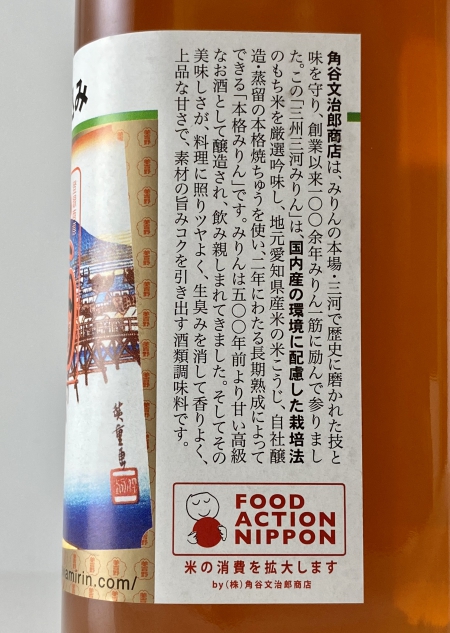 角谷文治郎商店は、みりんの本場・三河で歴史に磨かれた技と
味を守り、創業以来一〇〇余年みりん一筋に励んで参りまし
た。この「三州三河みりん」は、国内産の環境に配慮した栽培法
のもち米を厳選吟味し、地元愛知県産米の米こうじ、自社醸
造・蒸留の本格焼ちゅうを使い、二年にわたる長期熟成によって
できる「本格みりん」です。みりんは五〇〇年前より甘い高級
なお酒として醸造され、飲み親しまれてきました。そしてその
美味しさが、料理に照りツヤよく、生臭みを消して香りよく、
上品な甘さで、素材の旨みコクを引き出す酒類調味料です。
み
英重画
FOOD
ACTION
NIPPON
米の消費を拡大します
by(株)角谷文治郎商店
amirin.com/